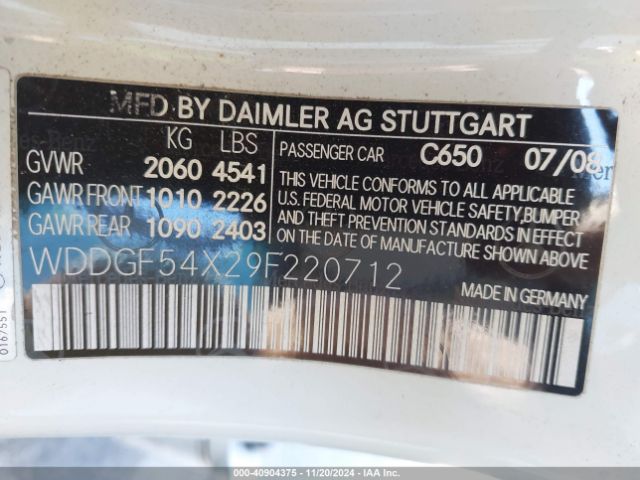 MFD BY DAIMLER AG STUTTGART
KG LBS
GVWR 2060 4541
GAWR FRONT 1010 2226
GAWR REAR 1090 2403
PASSENGER CAR C650 07/08
THIS VEHICLE CONFORMS TO ALL APPLICABLE
U.S. FEDERAL MOTOR VEHICLE SAFETY, BUMPER
AND THEFT PREVENTION STANDARDS IN EFFECT
ON THE DATE OF MANUFACTURE SHOWN ABOVE
WDDGF54X29F220712
MADE IN GERMANY
0167551
© - 40904375 - 11/20/2024 - IAA Inc.